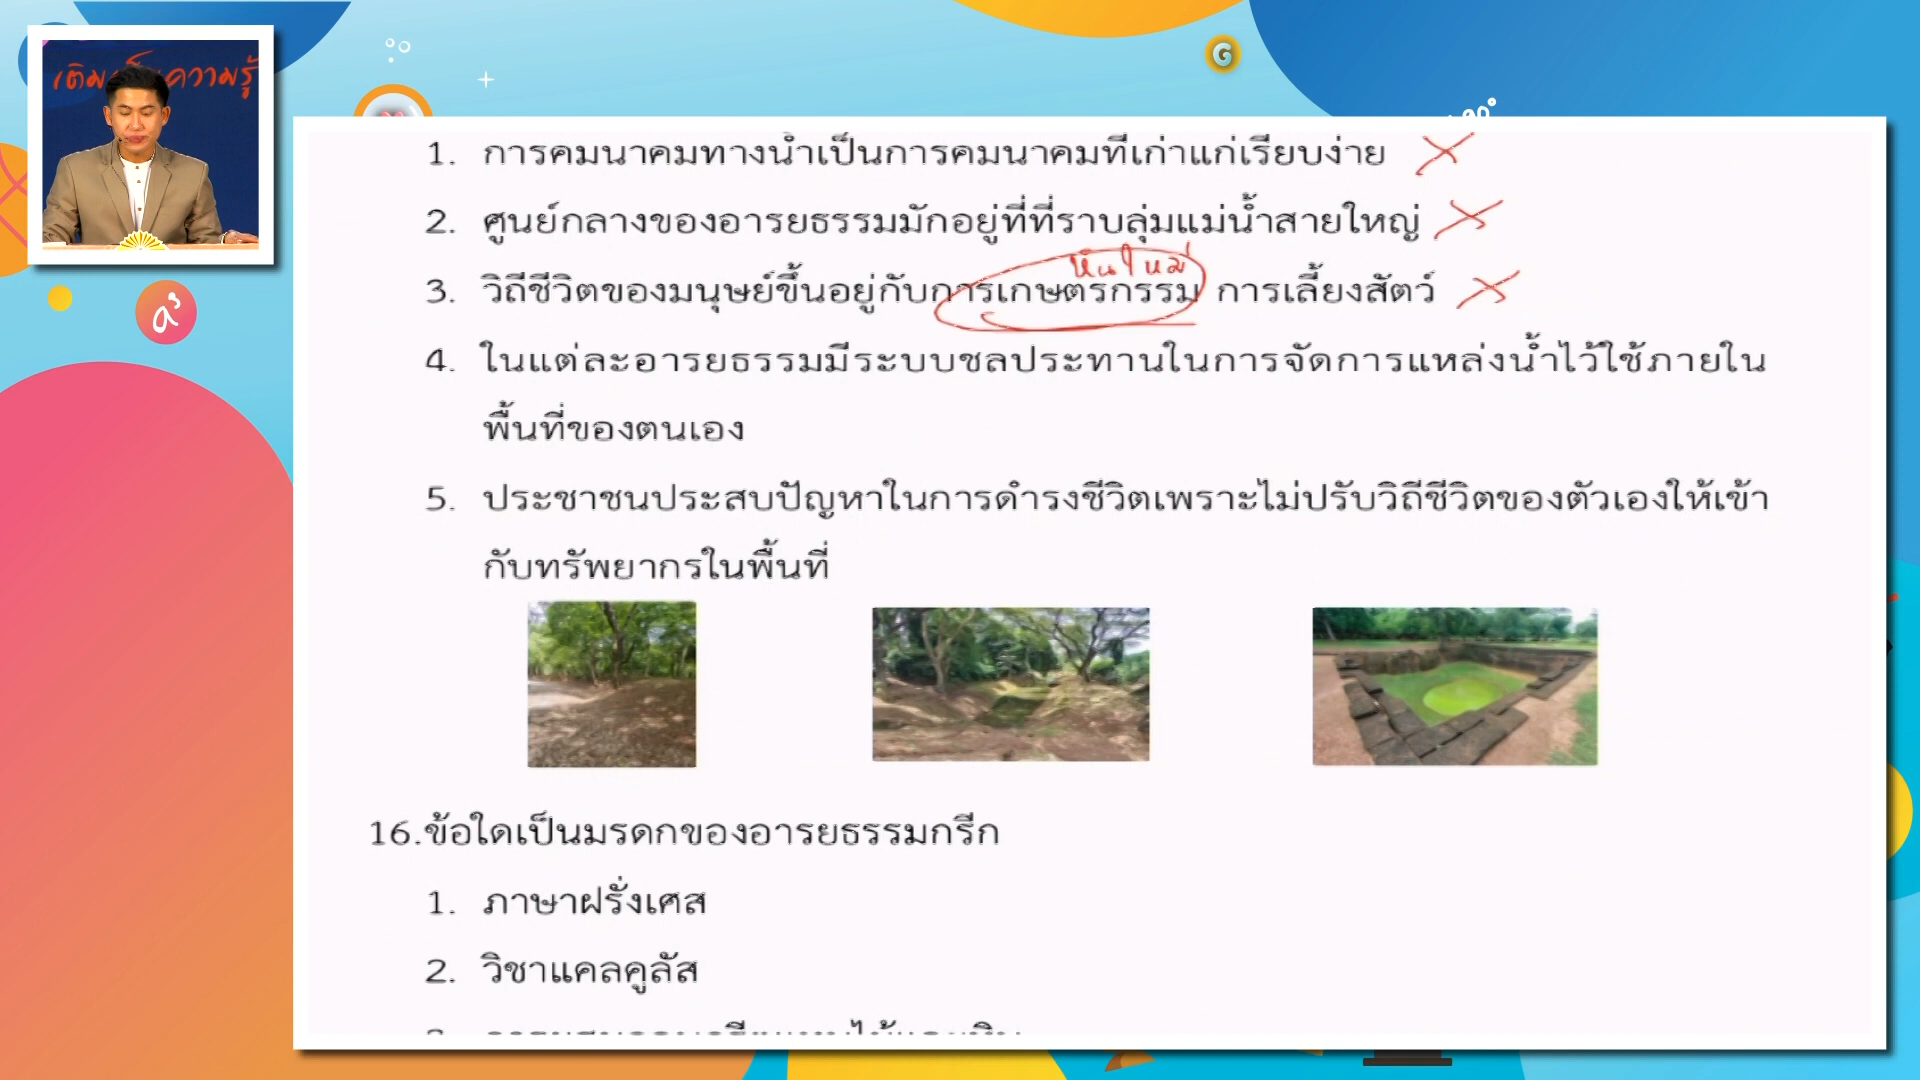 เติมเต็มความรู้
1. การคมนาคมทางน้ำเป็นการคมนาคมที่เก่าแก่เรียบง่าย
2. ศูนย์กลางของอารยธรรมมักอยู่ที่ที่ราบลุ่มแม่น้ำสายใหญ่
หินใหม่
3. วิถีชีวิตของมนุษย์ขึ้นอยู่กับการเกษตรกรรม การเลี้ยงสัตว์
4. ในแต่ละอารยธรรมมีระบบชลประทานในการจัดการแหล่งน้ำไว้ใช้ภายใน
พื้นที่ของตนเอง
5. ประชาชนประสบปัญหาในการดำรงชีวิตเพราะไม่ปรับวิถีชีวิตของตัวเองให้เข้า
กับทรัพยากรในพื้นที่
16.ข้อใดเป็นมรดกของอารยธรรมกรีก
1. ภาษาฝรั่งเศส
2. วิชาแคลคูลัส